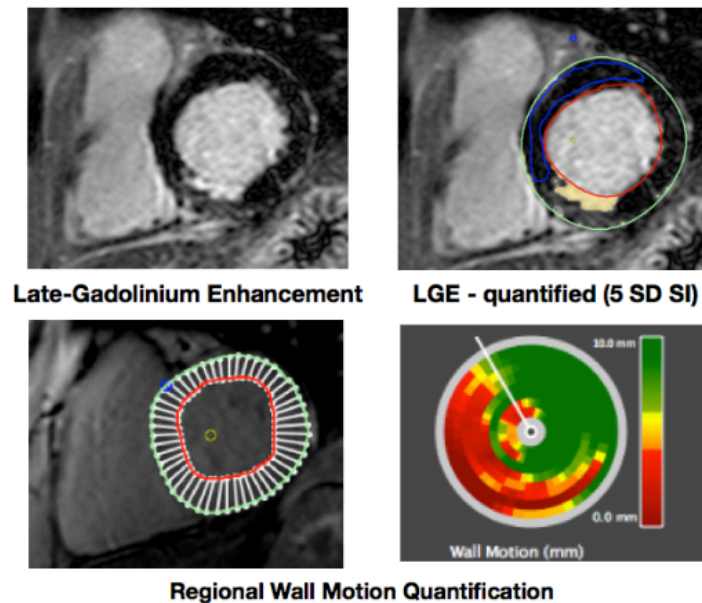 Late-Gadolinium Enhancement
LGE - quantified (5 SD SI)
10.0 mm
0.0 mm
Wall Motion (mm)
Regional Wall Motion Quantification